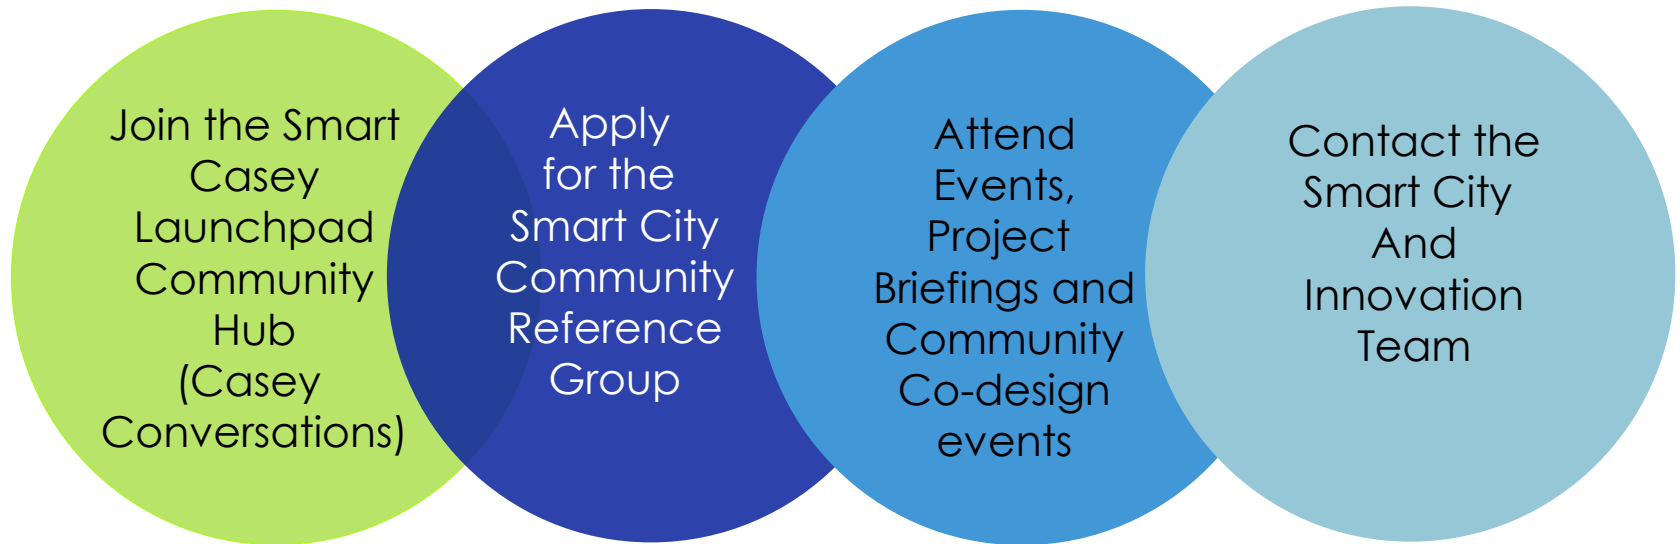 Join the Smart
Casey
Launchpad
Community
Hub
(Casey
Conversations)
Apply
for the
Smart City
Community
Reference
Group
Attend
Events,
Project
Briefings and
Community
Co-design
events
Contact the
Smart City
And
Innovation
Team